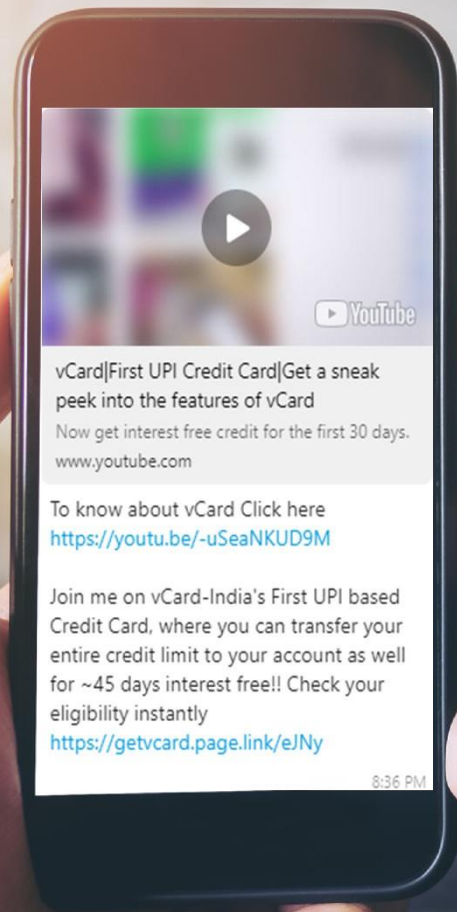 YouTube
vCard|First UPI Credit Card|Get a sneak
peek into the features of vCard
Now get interest free credit for the first 30 days.
www.youtube.com
To know about vCard Click here
https://youtu.be/-uSeaNKUD9M
Join me on vCard-India's First UPI based
Credit Card, where you can transfer your
entire credit limit to your account as well
for ~45 days interest free!! Check your
eligibility instantly
https://getvcard.page.link/eJNy
8:36 PM